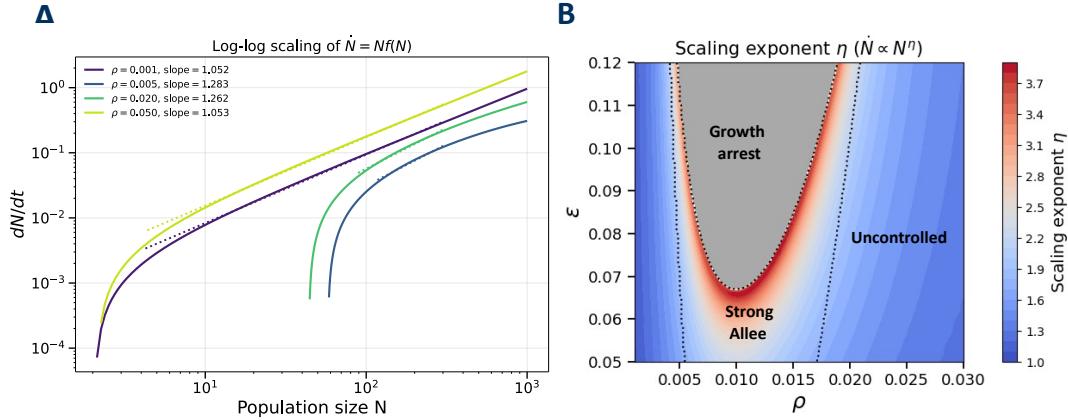 Δ
Log-log scaling of Ṅ = Nf(N)
ρ = 0.001, slope = 1.052
ρ = 0.005, slope = 1.283
ρ = 0.020, slope = 1.262
ρ = 0.050, slope = 1.053
10⁰
10⁻¹
10⁻²
10⁻³
10⁻⁴
dN/dt
10¹ 10² 10³
Population size N
B
Scaling exponent η (Ṅ ∝ N^η)
0.12
0.11
0.10
0.09
0.08
0.07
0.06
0.05
ε
Growth
arrest
Uncontrolled
Strong
Allee
0.005 0.010 0.015 0.020 0.025 0.030
ρ
3.7
3.4
3.1
2.8
2.5
2.2
1.9
1.6
1.3
1.0
Scaling exponent η